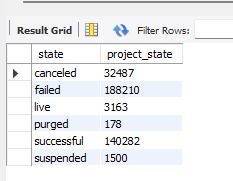 Result Grid Filter Rows:
state project_state
canceled 32487
failed 188210
live 3163
purged 178
successful 140282
suspended 1500